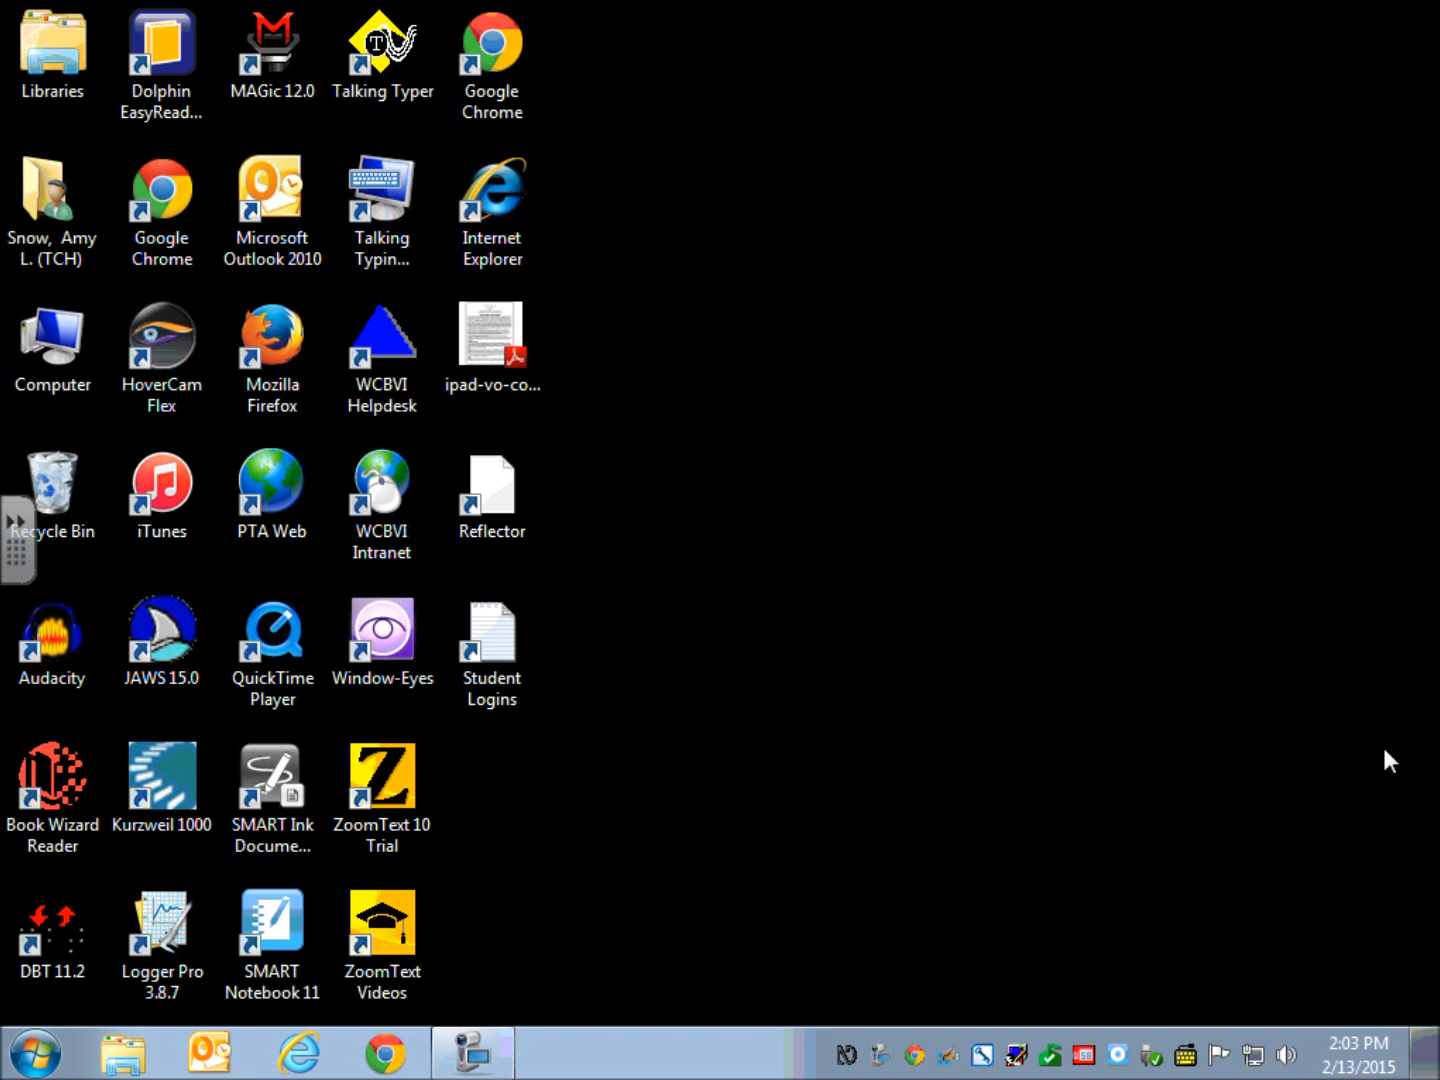 Libraries
Dolphin
EasyRead...
MAGic 12.0
Talking Typer
Google
Chrome
Snow, Amy
L. (TCH)
Google
Chrome
Microsoft
Outlook 2010
Talking
Typin...
Internet
Explorer
Computer
HoverCam
Flex
Mozilla
Firefox
WCBVI
Helpdesk
ipad-vo-co...
Recycle Bin
iTunes
PTA Web
WCBVI
Intranet
Reflector
Audacity
JAWS 15.0
QuickTime
Player
Window-Eyes
Student
Logins
Book Wizard
Reader
Kurzweil 1000
SMART Ink
Docume...
ZoomText 10
Trial
DBT 11.2
Logger Pro
3.8.7
SMART
Notebook 11
ZoomText
Videos
2:03 PM
2/13/2015